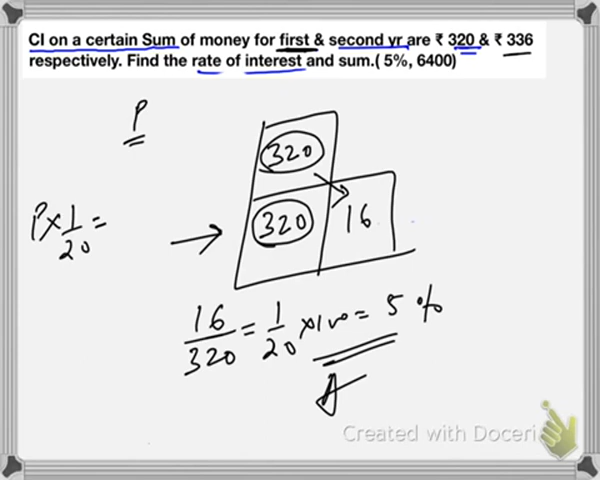 CI on a certain Sum of money for first & second yr are ₹ 320 & ₹ 336
respectively. Find the rate of interest and sum.( 5%, 6400)
P
320
P×1/20=
320 16
16/320 = 1/20 ×100 = 5 %
A
Created with Doceri